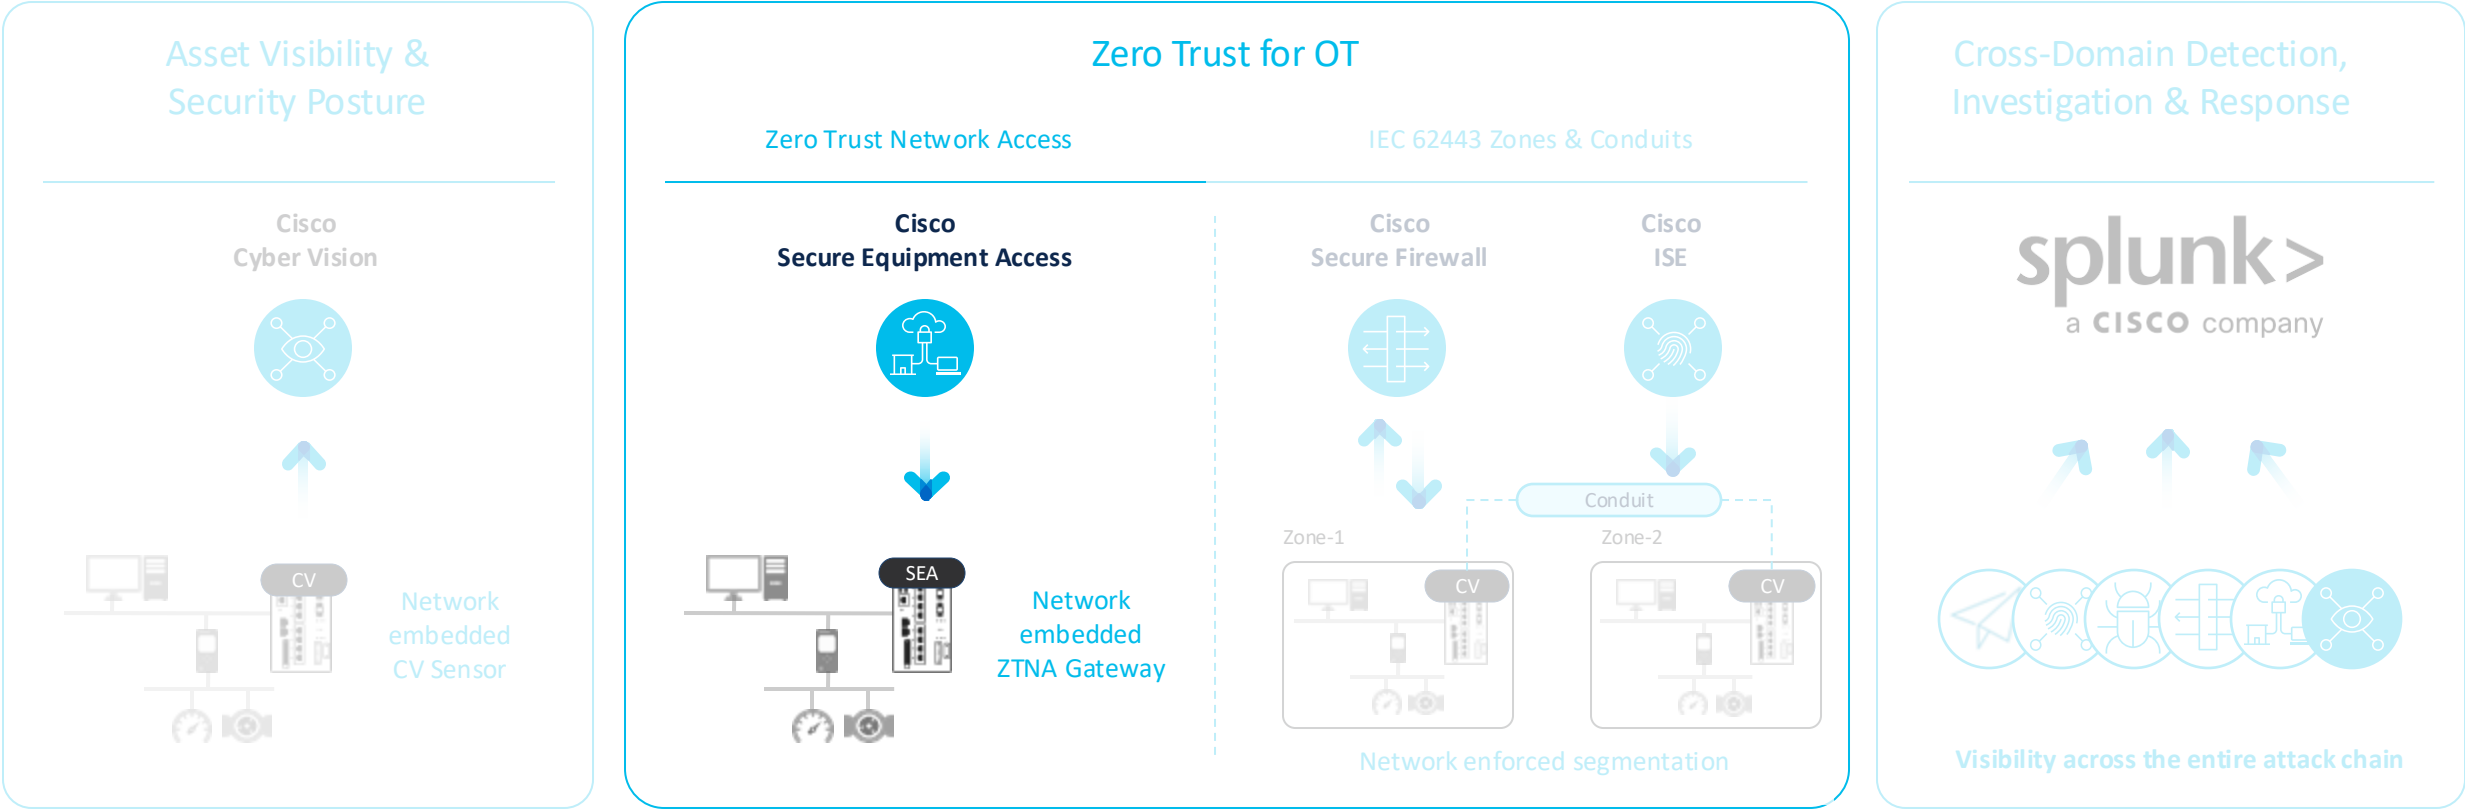 Asset Visibility &
Security Posture
Cisco
Cyber Vision
CV
Network
embedded
CV Sensor
Zero Trust for OT
Zero Trust Network Access
Cisco
Secure Equipment Access
SEA
Network
embedded
ZTNA Gateway
IEC 62443 Zones & Conduits
Cisco
Secure Firewall
Cisco
ISE
Conduit
Zone-1
Zone-2
CV
CV
Network enforced segmentation
Cross-Domain Detection,
Investigation & Response
splunk>
a CISCO company
Visibility across the entire attack chain